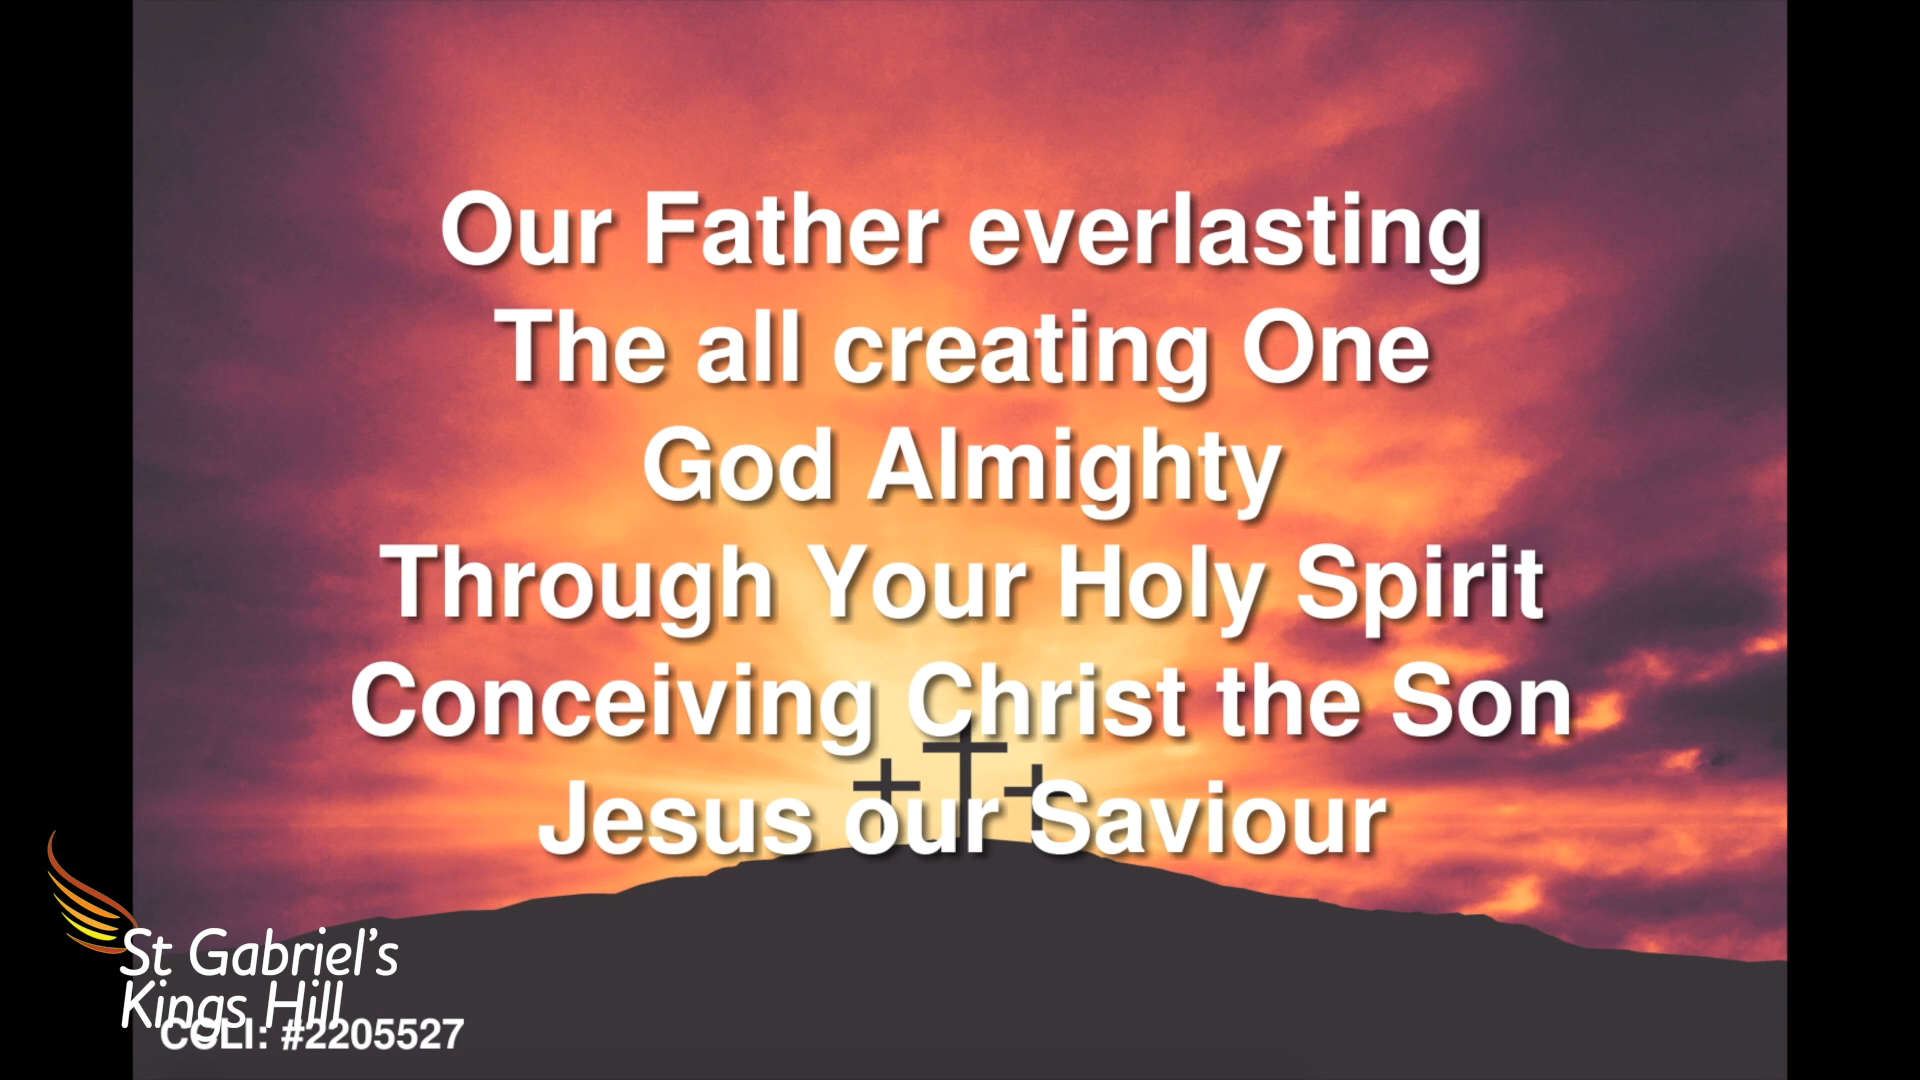 Our Father everlasting
The all creating One
God Almighty
Through Your Holy Spirit
Conceiving Christ the Son
Jesus our Saviour
St Gabriel’s
Kings Hill
CCLI: #2205527